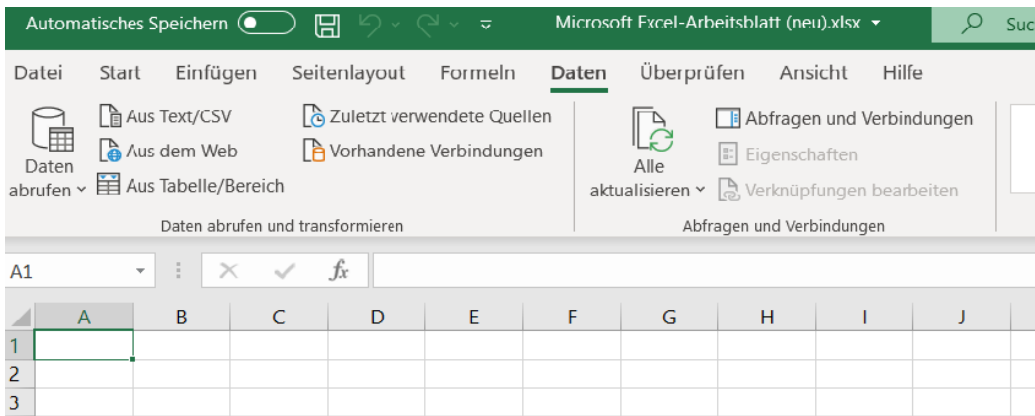 Automatisches Speichern Microsoft Excel-Arbeitsblatt (neu).xlsx Suc
Datei Start Einfügen Seitenlayout Formeln Daten Überprüfen Ansicht Hilfe
Daten abrufen
Aus Text/CSV
Aus dem Web
Aus Tabelle/Bereich
Zuletzt verwendete Quellen
Vorhandene Verbindungen
Daten abrufen und transformieren
Alle
aktualisieren
Abfragen und Verbindungen
Eigenschaften
Verknüpfungen bearbeiten
Abfragen und Verbindungen
A1 fx
A B C D E F G H I J
1
2
3